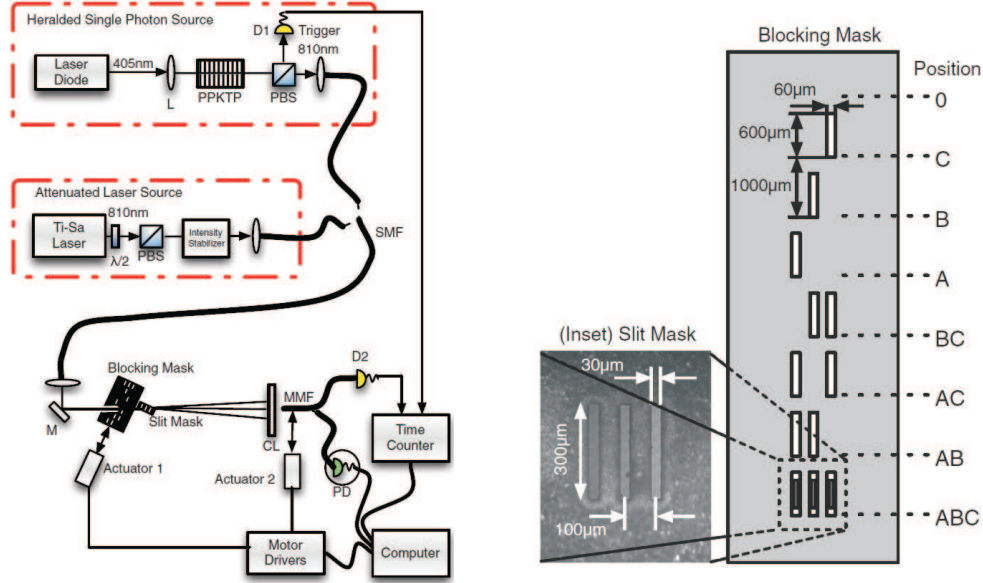 Heralded Single Photon Source
D1
Trigger
810nm
Laser
Diode
405nm
L
PPKTP
PBS
Attenuated Laser Source
810nm
Ti-Sa
Laser
λ/2
PBS
Intensity
Stabilizer
SMF
Blocking Mask
D2
M
Slit Mask
MMF
CL
Time
Counter
Actuator 1
Actuator 2
PD
Motor
Drivers
Computer
Blocking Mask
Position
60μm
0
600μm
C
1000μm
B
A
BC
(Inset) Slit Mask
30μm
AC
300μm
AB
100μm
ABC